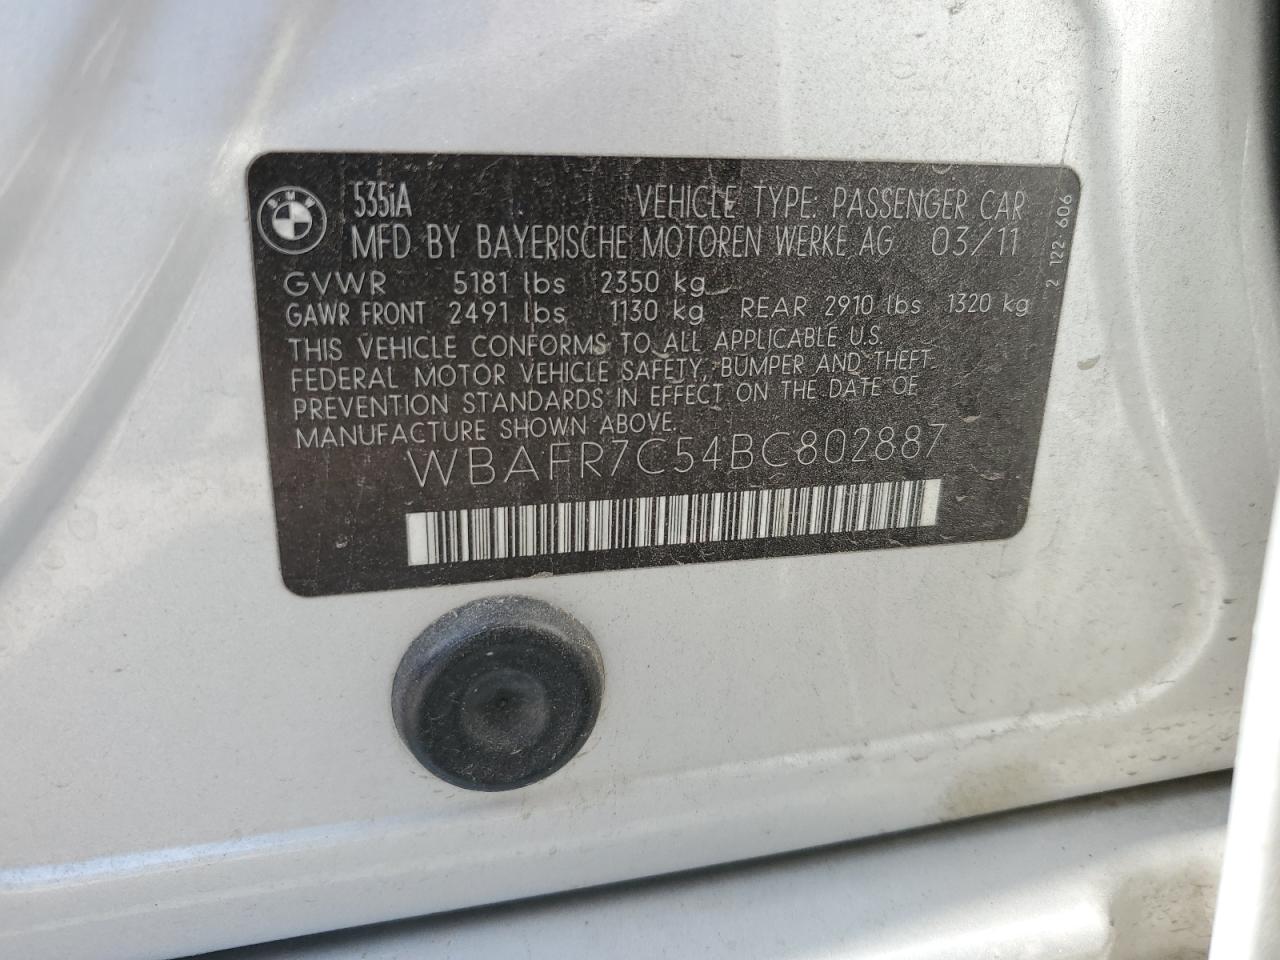 BMW
535iA VEHICLE TYPE: PASSENGER CAR
MFD BY BAYERISCHE MOTOREN WERKE AG 03/11
GVWR 5181 lbs 2350 kg
GAWR FRONT 2491 lbs 1130 kg REAR 2910 lbs 1320 kg
THIS VEHICLE CONFORMS TO ALL APPLICABLE U.S.
FEDERAL MOTOR VEHICLE SAFETY, BUMPER AND THEFT
PREVENTION STANDARDS IN EFFECT ON THE DATE OF
MANUFACTURE SHOWN ABOVE.
WBAFR7C54BC802887
2 122 606